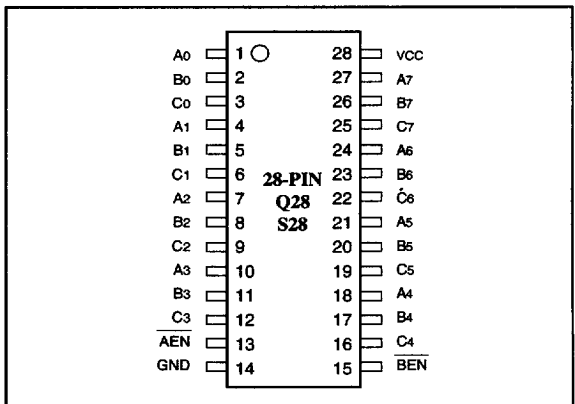 A0 1 28 VCC
B0 2 27 A7
C0 3 26 B7
A1 4 25 C7
B1 5 24 A6
C1 6 28-PIN 23 B6
A2 7 Q28 22 C6
B2 8 S28 21 A5
C2 9 20 B5
A3 10 19 C5
B3 11 18 A4
C3 12 17 B4
AEN 13 16 C4
GND 14 15 BEN